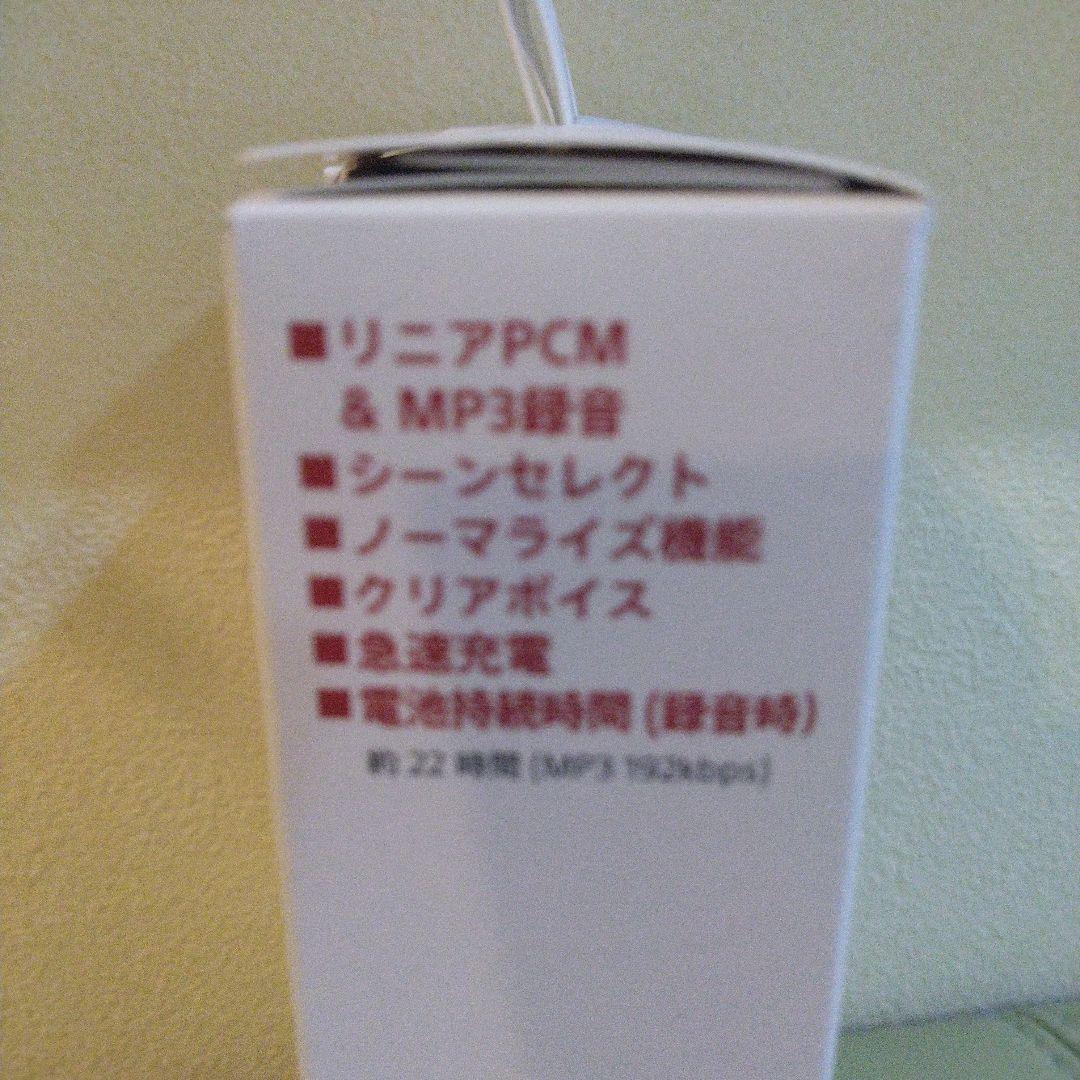 ■リニアPCM
& MP3録音
■シーンセレクト
■ノーマライズ機能
■クリアボイス
■急速充電
■電池持続時間 (録音時)
約 22 時間 (MP3 192kbps)